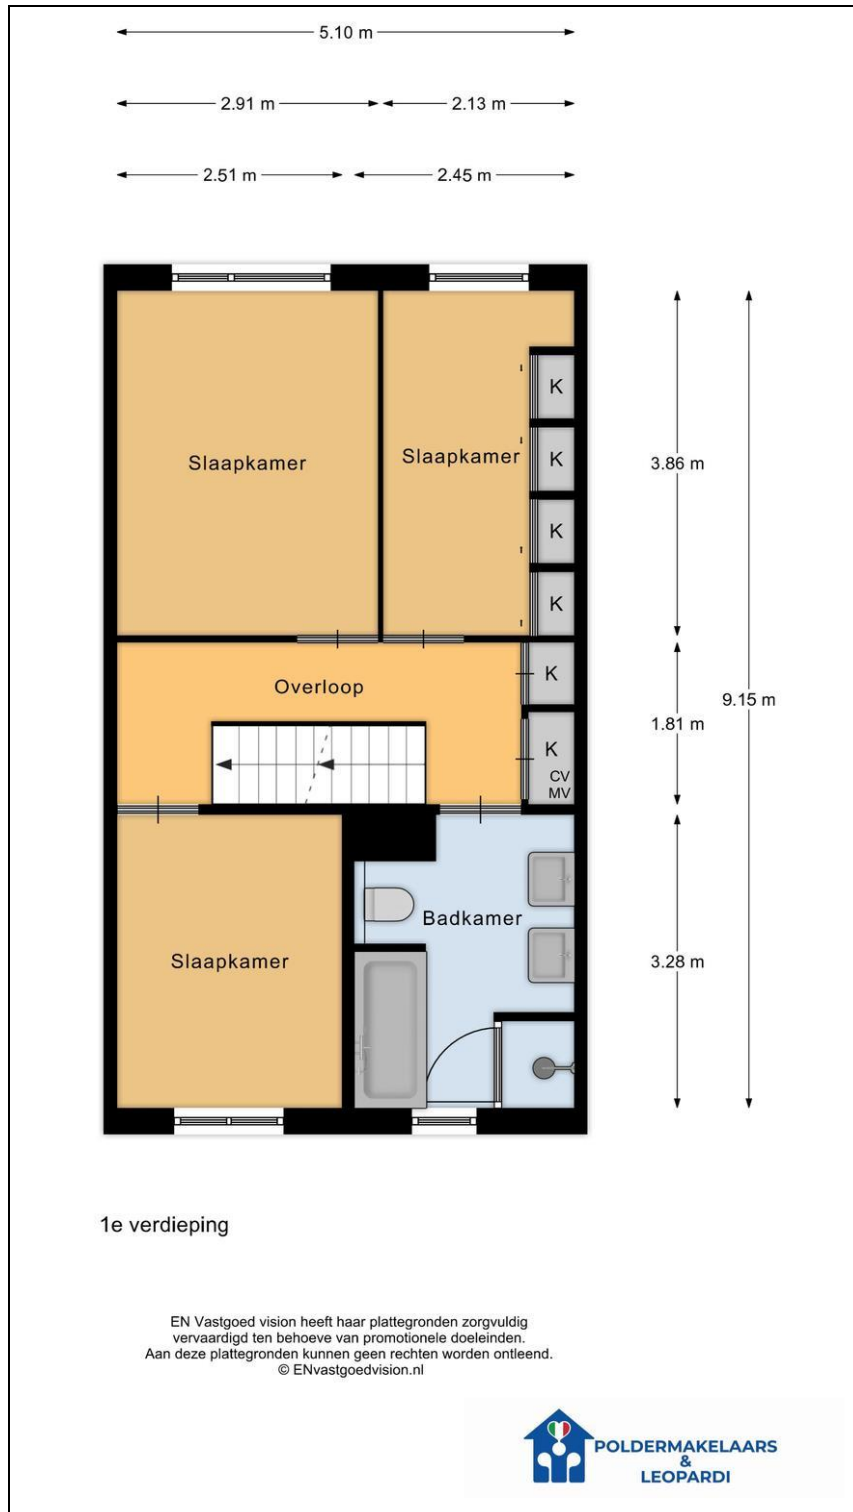 5.10 m
2.91 m
2.13 m
2.51 m
2.45 m
K
K
Slaapkamer
Slaapkamer
3.86 m
K
K
Overloop
K
9.15 m
1.81 m
K
CV
MV
Badkamer
Slaapkamer
3.28 m
1e verdieping
EN Vastgoed vision heeft haar plattegronden zorgvuldig
vervaardigd ten behoeve van promotionele doeleinden.
Aan deze plattegronden kunnen geen rechten worden ontleend.
© ENvastgoedvision.nl
POLDERMAKELAARS
&
LEOPARDI